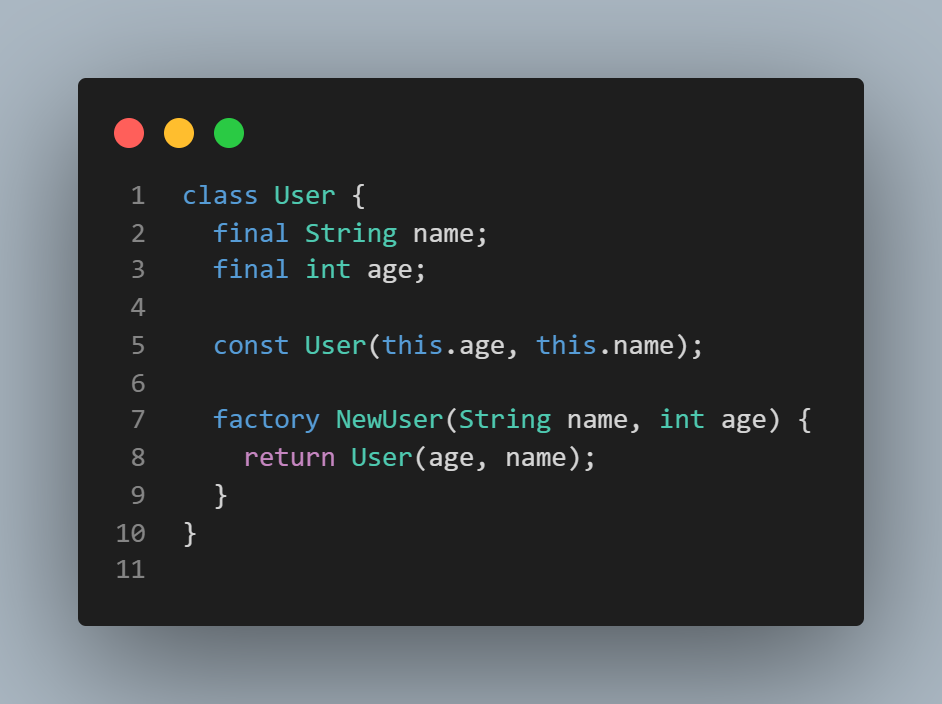 1 class User {
2   final String name;
3   final int age;
4
5   const User(this.age, this.name);
6
7   factory NewUser(String name, int age) {
8     return User(age, name);
9   }
10 }
11